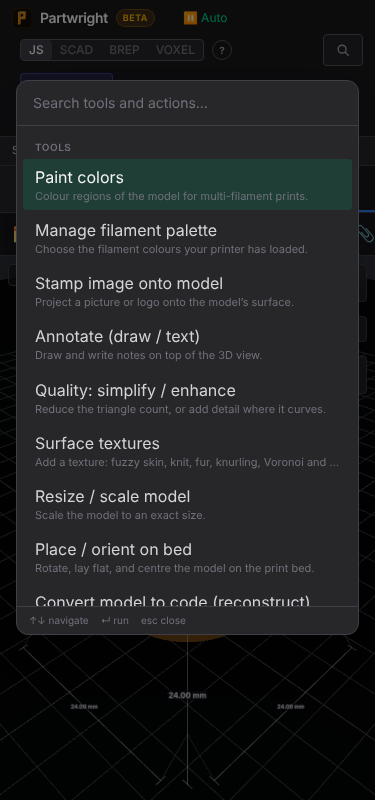 Partwright BETA Auto
JS SCAD BREP VOXEL ?
Search tools and actions...
TOOLS
Paint colors
Colour regions of the model for multi-filament prints.
Manage filament palette
Choose the filament colours your printer has loaded.
Stamp image onto model
Project a picture or logo onto the model's surface.
Annotate (draw / text)
Draw and write notes on top of the 3D view.
Quality: simplify / enhance
Reduce the triangle count, or add detail where it curves.
Surface textures
Add a texture: fuzzy skin, knit, fur, knurling, Voronoi and ...
Resize / scale model
Scale the model to an exact size.
Place / orient on bed
Rotate, lay flat, and centre the model on the print bed.
Convert model to code (reconstruct)
↑↓ navigate ↵ run esc close
24.00 mm
24.00 mm
24.00 mm